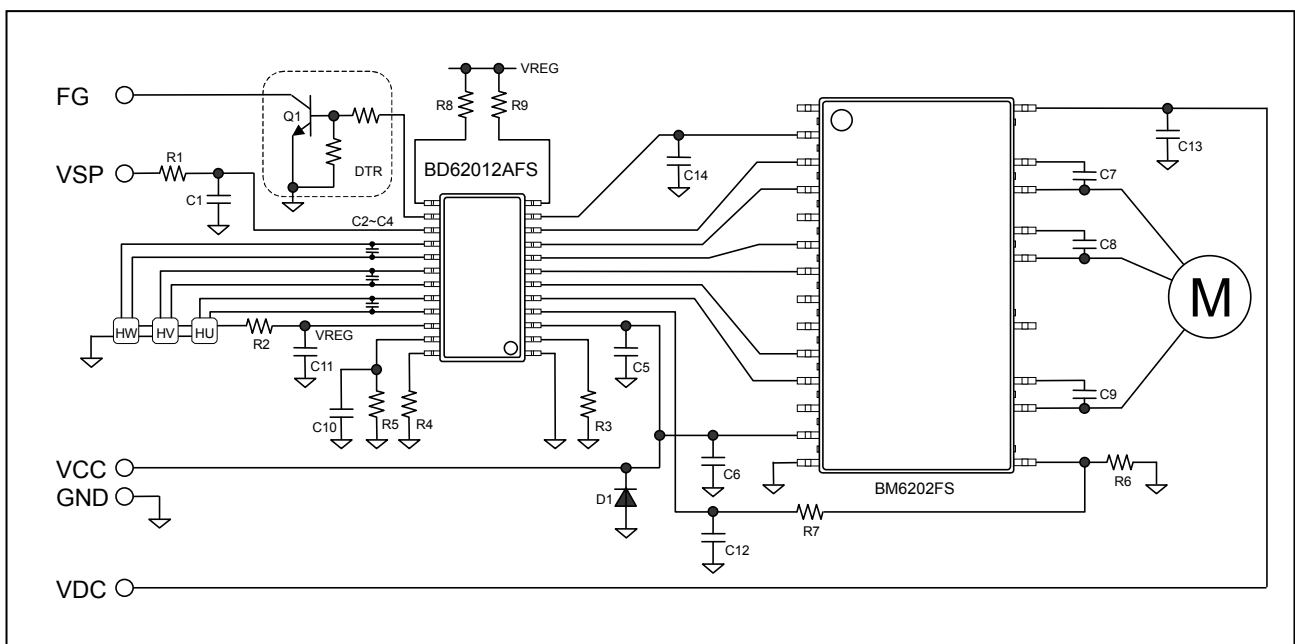 VREG
FG
R8
R9
Q1
C13
VSP
R1
DTR
BD62012AFS
C14
C7
C1
C2~C4
C8
M
HW
HV
HU
R2
VREG
C11
C5
C9
C10
R5
R4
R3
VCC
C6
R6
GND
D1
BM6202FS
R7
C12
VDC